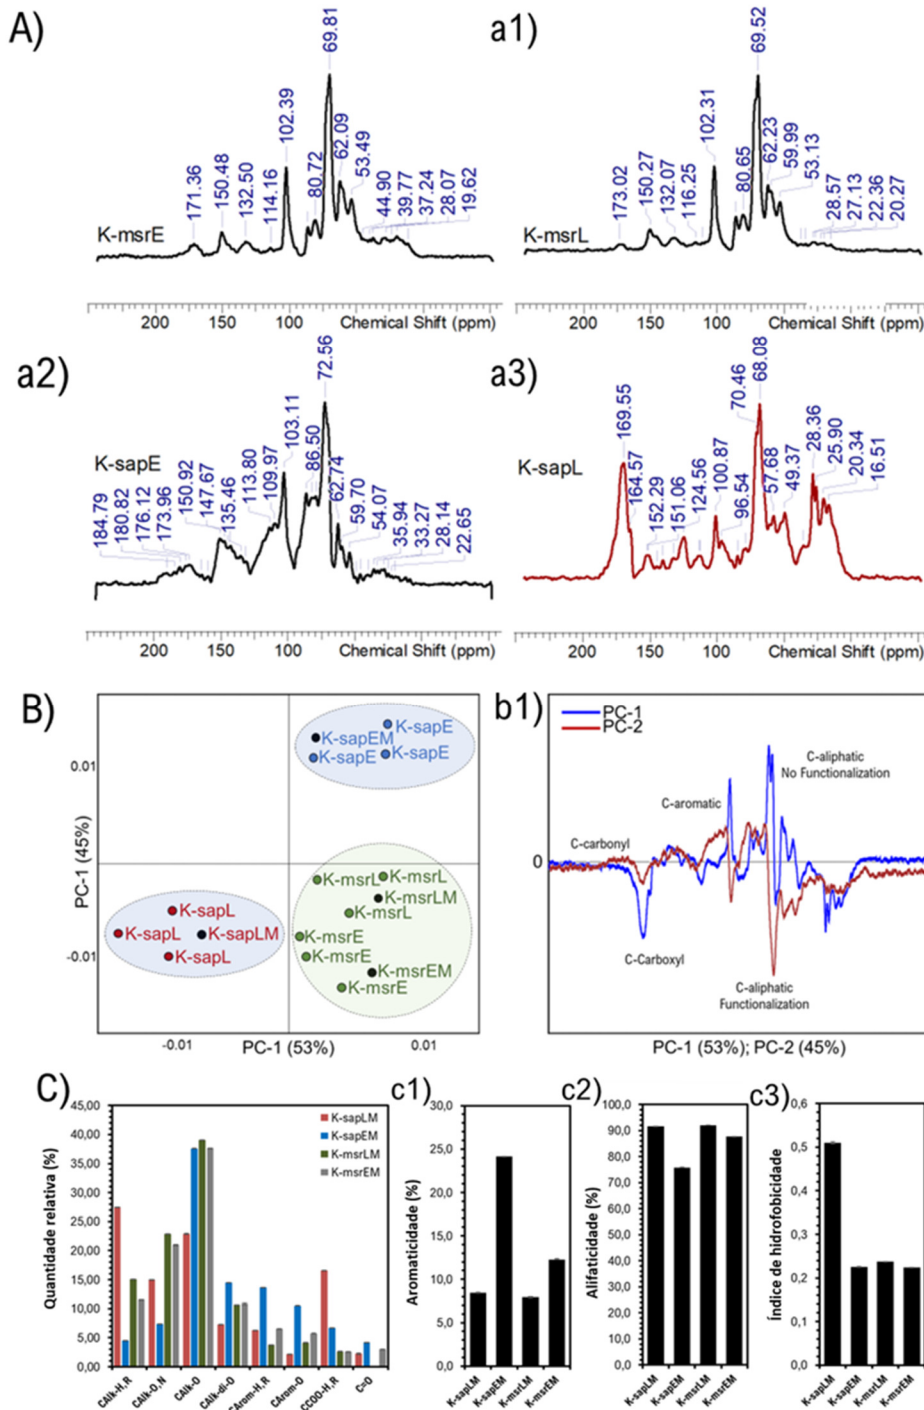 A)
69.81
102.39
62.09
53.49
80.72
171.36
150.48
132.50
114.16
44.90
39.77
37.24
28.07
19.62
K-msrE
200 150 100 50 Chemical Shift (ppm)
a1)
69.52
102.31
62.23
59.99
53.13
80.65
173.02
150.27
132.07
116.25
28.57
27.13
22.36
20.27
K-msrL
200 150 100 50 Chemical Shift (ppm)
a2)
72.56
103.11
86.50
109.97
113.80
62.74
59.70
54.07
184.79
180.82
176.12
173.96
150.92
147.67
135.46
35.94
33.27
28.14
22.65
K-sapE
200 150 100 50 Chemical Shift (ppm)
a3)
68.08
70.46
169.55
164.57
152.29
151.06
124.56
100.87
96.54
57.68
49.37
28.36
25.90
20.34
16.51
K-sapL
200 150 100 50 Chemical Shift (ppm)
B)
K-sapE
K-sapEM
K-sapE K-sapE
0.01
PC-1 (45%)
K-msrL K-msrL
K-msrLM
K-msrL
K-sapL
K-sapL K-sapLM
K-sapL
K-msrE
K-msrE
K-msrEM
K-msrE
-0.01
-0.01 PC-1 (53%) 0.01
b1)
PC-1
PC-2
C-aliphatic
No Functionalization
C-aromatic
C-carbonyl
0
C-Carboxyl
C-aliphatic
Functionalization
PC-1 (53%); PC-2 (45%)
C)
45,00
40,00
35,00
30,00
25,00
20,00
15,00
10,00
5,00
0,00
Quantidade relativa (%)
K-sapLM
K-sapEM
K-msrLM
K-msrEM
CAlk-H,R
CAlk-O,N
CAlk-O
CAlk-di-O
CArom-H,R
CArom-O
CCOO-H,R
C=O
c1)
30,0
25,0
20,0
15,0
10,0
5,0
0,0
Aromaticidade (%)
K-sapLM
K-sapEM
K-msrLM
K-msrEM
c2)
100,0
90,0
80,0
70,0
60,0
50,0
40,0
30,0
20,0
10,0
0,0
Alifaticidade (%)
K-sapLM
K-sapEM
K-msrLM
K-msrEM
c3)
0,6
0,5
0,4
0,3
0,2
0,1
0,0
Índice de hidrofobicidade
K-sapLM
K-sapEM
K-msrLM
K-msrEM